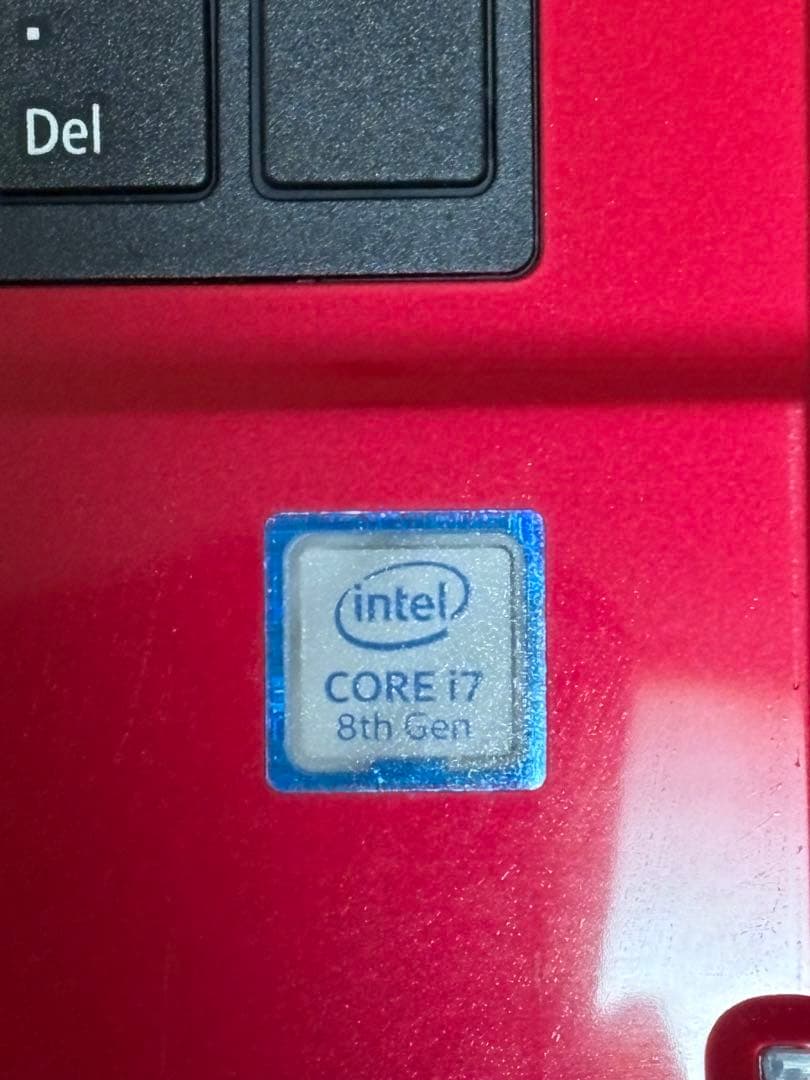 .
Del
intel
CORE i7
8th Gen